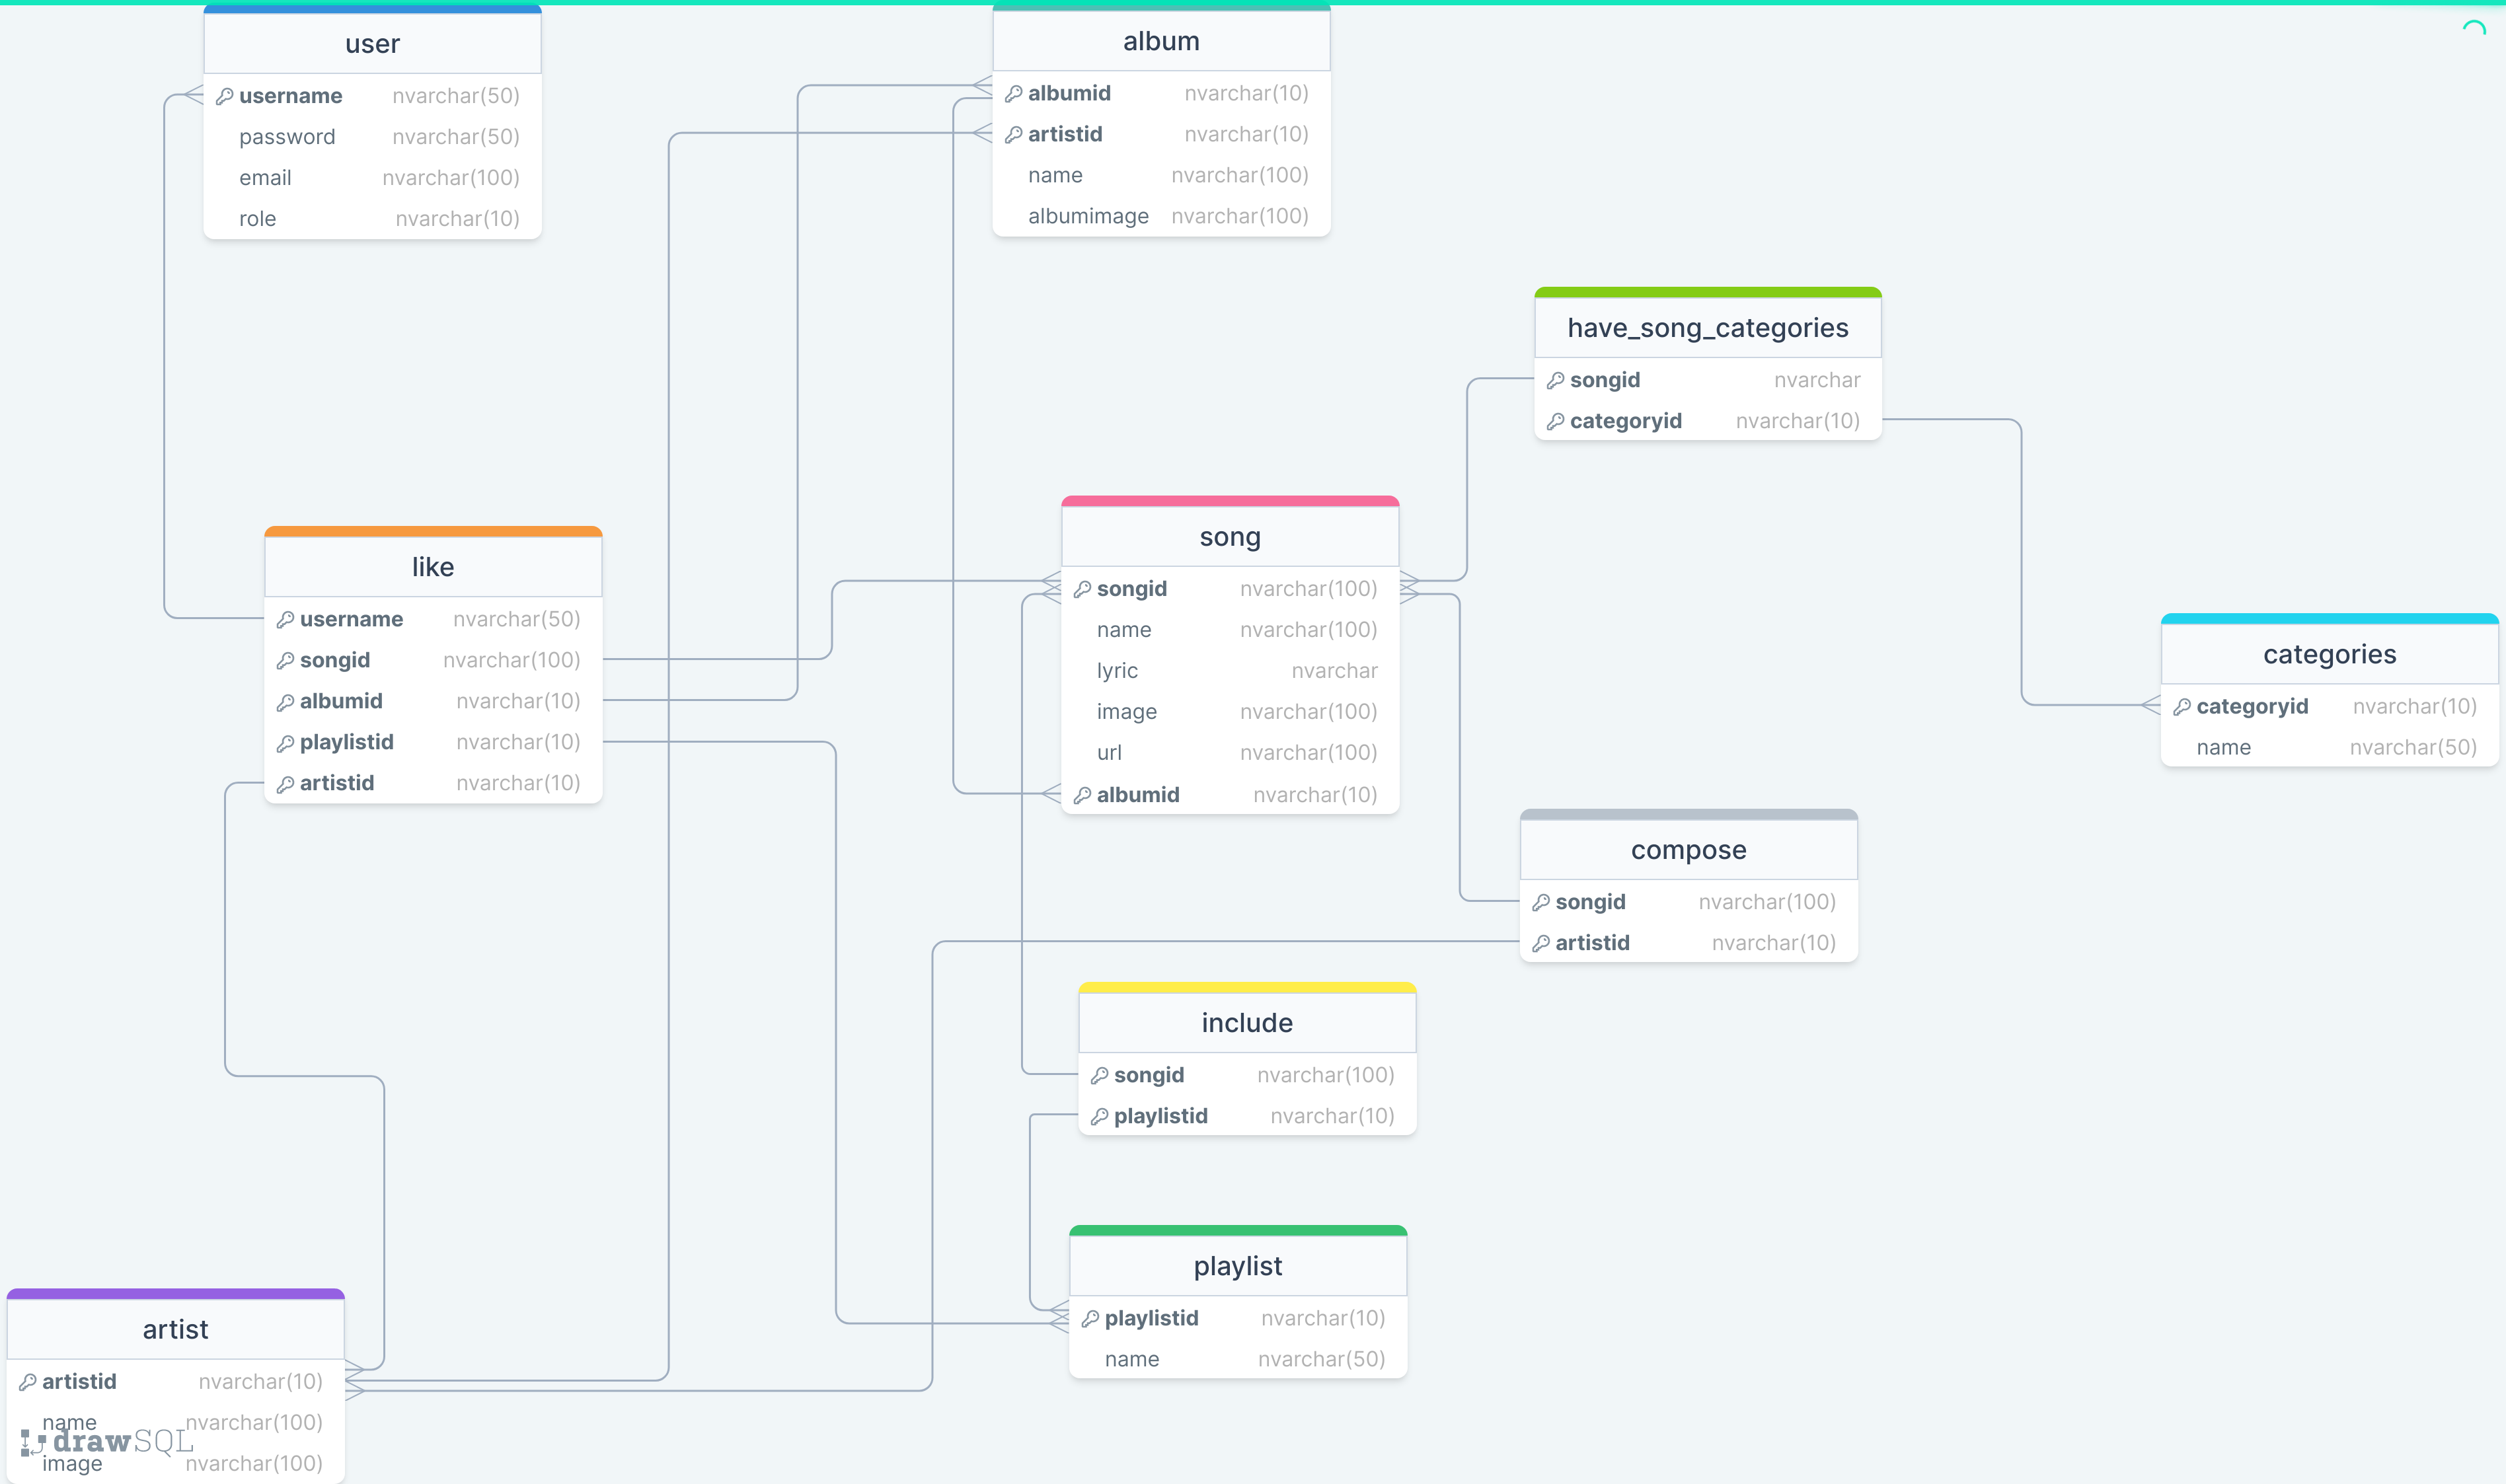 user
username nvarchar(50)
password nvarchar(50)
email nvarchar(100)
role nvarchar(10)
album
albumid nvarchar(10)
artistid nvarchar(10)
name nvarchar(100)
albumimage nvarchar(100)
have_song_categories
songid nvarchar
categoryid nvarchar(10)
like
username nvarchar(50)
songid nvarchar(100)
albumid nvarchar(10)
playlistid nvarchar(10)
artistid nvarchar(10)
song
songid nvarchar(100)
name nvarchar(100)
lyric nvarchar
image nvarchar(100)
url nvarchar(100)
albumid nvarchar(10)
categories
categoryid nvarchar(10)
name nvarchar(50)
compose
songid nvarchar(100)
artistid nvarchar(10)
include
songid nvarchar(100)
playlistid nvarchar(10)
playlist
playlistid nvarchar(10)
name nvarchar(50)
artist
artistid nvarchar(10)
name nvarchar(100)
drawSQL
image nvarchar(100)